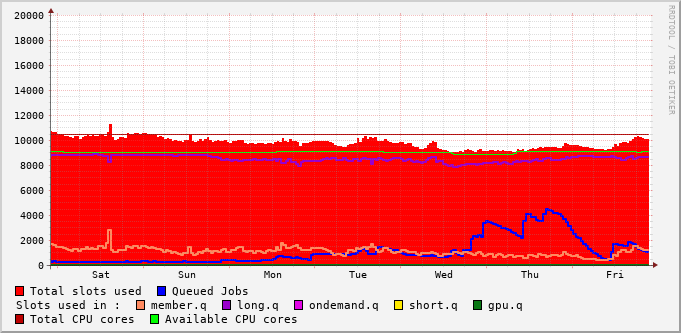 RRDTOOL / TOBI OETIKER
20000
18000
16000
14000
12000
10000
8000
6000
4000
2000
0
Sat Sun Mon Tue Wed Thu Fri
Total slots used Queued Jobs
Slots used in : member.q long.q ondemand.q short.q gpu.q
Total CPU cores Available CPU cores